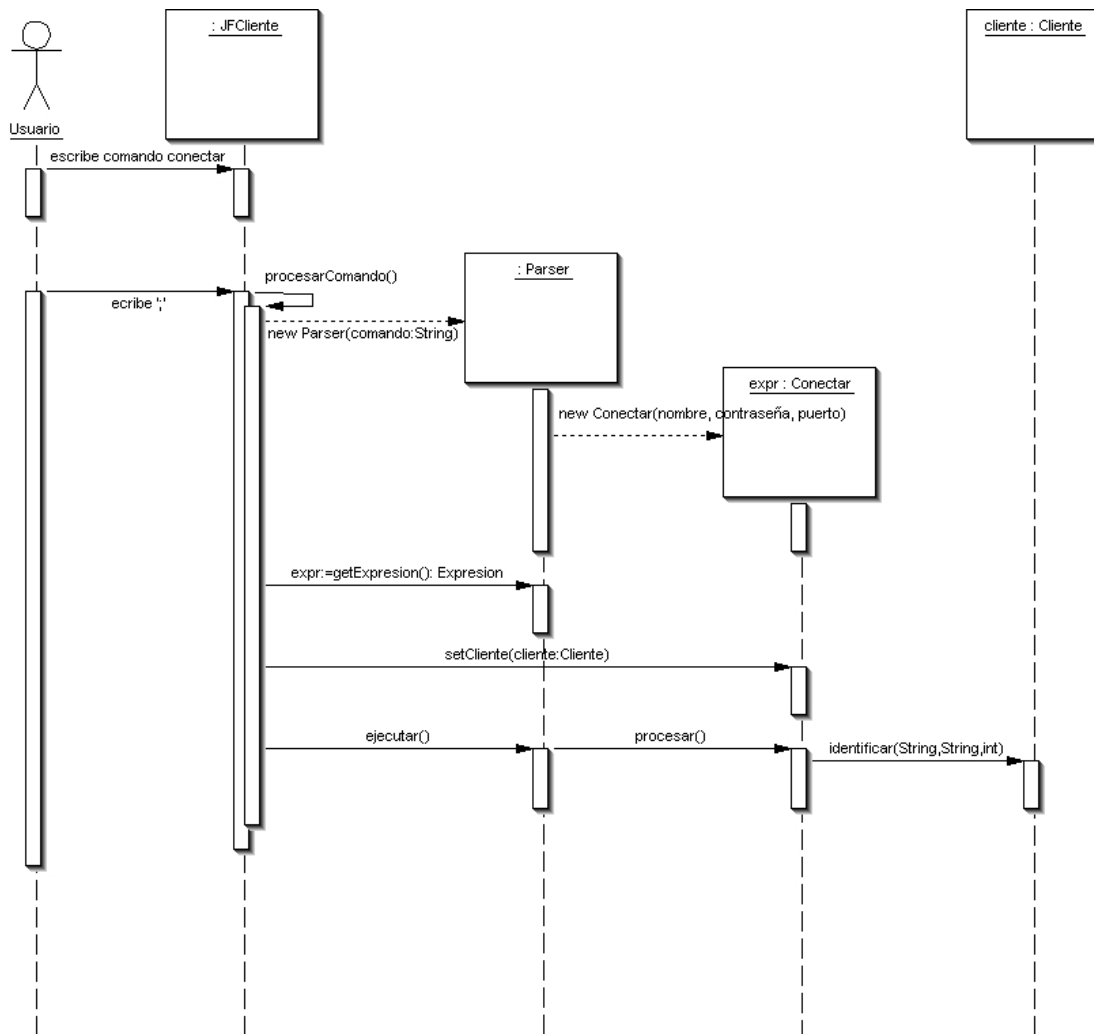 : JFCliente
cliente : Cliente
Usuario
escribe comando conectar
procesarComando()
: Parser
ecribe ';'
new Parser(comando:String)
expr : Conectar
new Conectar(nombre, contraseña, puerto)
expr:=getExpresion(): Expresion
setCliente(cliente:Cliente)
ejecutar()
procesar()
identificar(String,String,int)